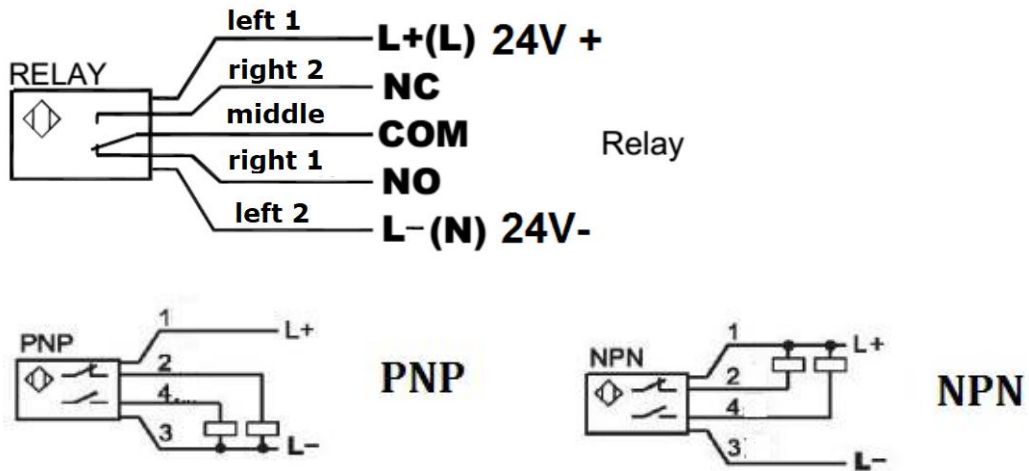 left 1
L+(L) 24V +
RELAY
right 2
NC
middle
COM
Relay
right 1
NO
left 2
L−(N) 24V-
1
L+
PNP
2
4....
3
L−
PNP
1
L+
NPN
2
4
3
L−
NPN